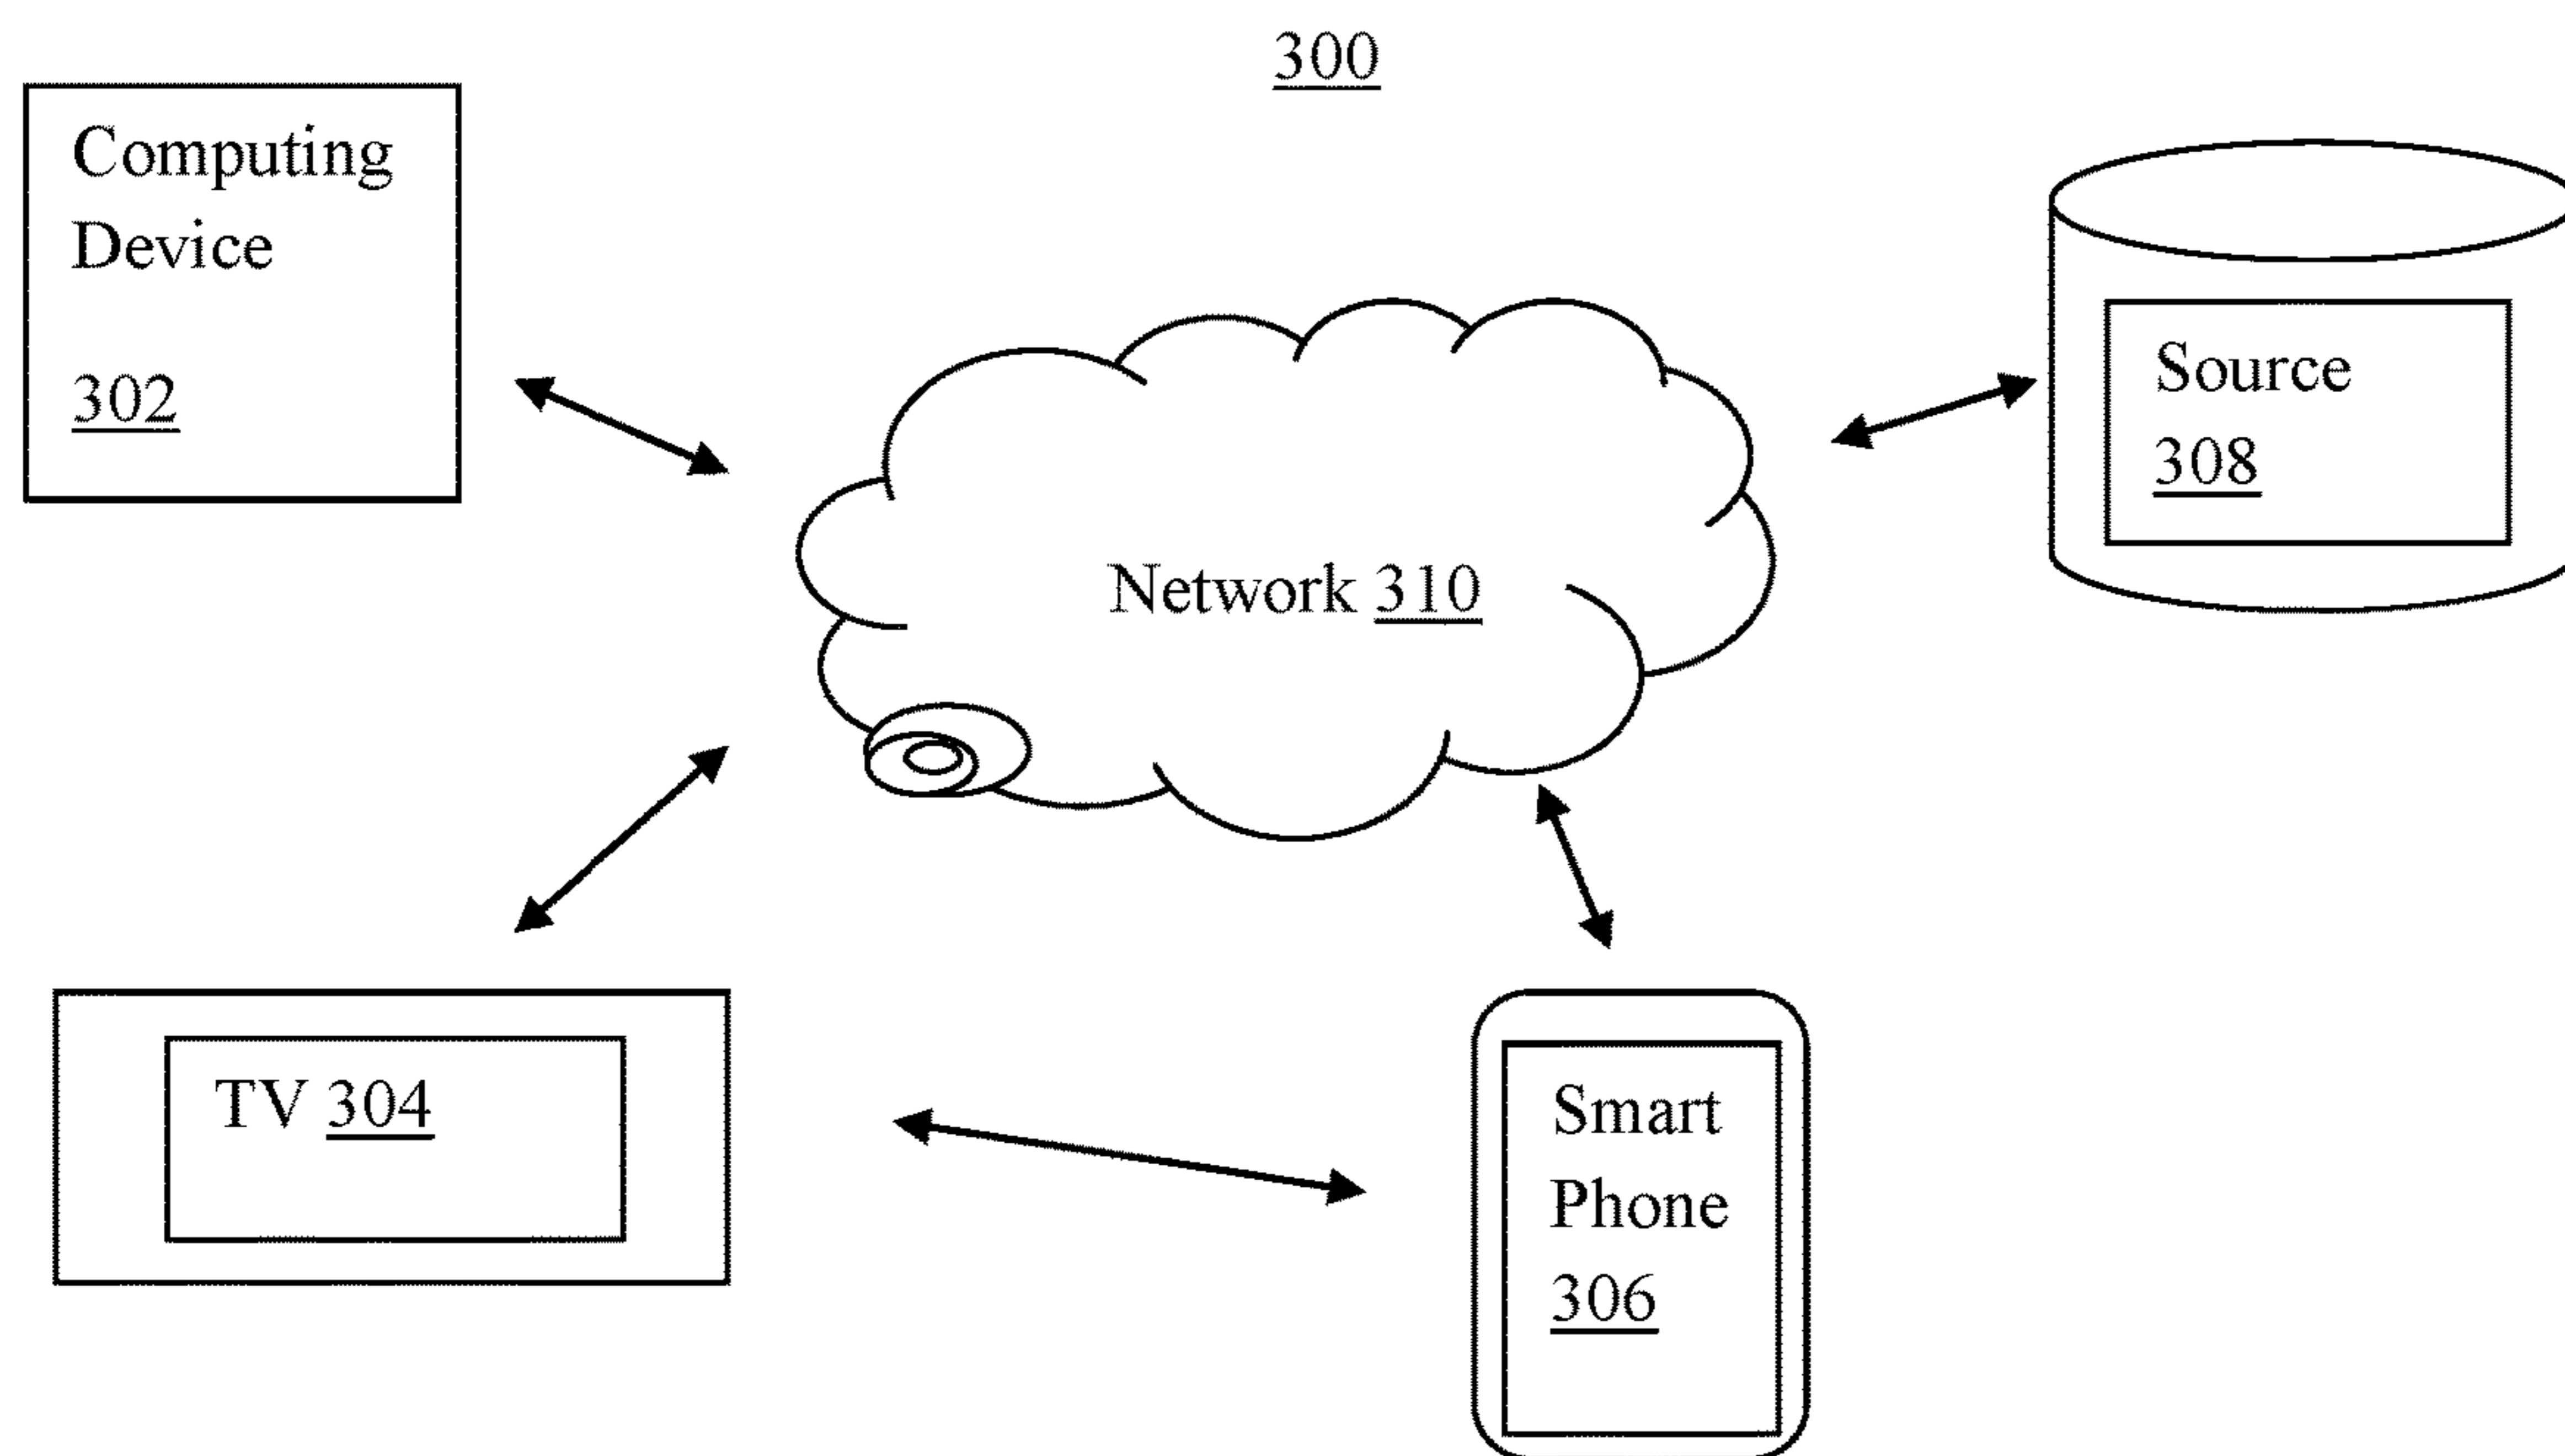 300
Computing
Device
302
Source
308
Network 310
TV 304
Smart
Phone
306